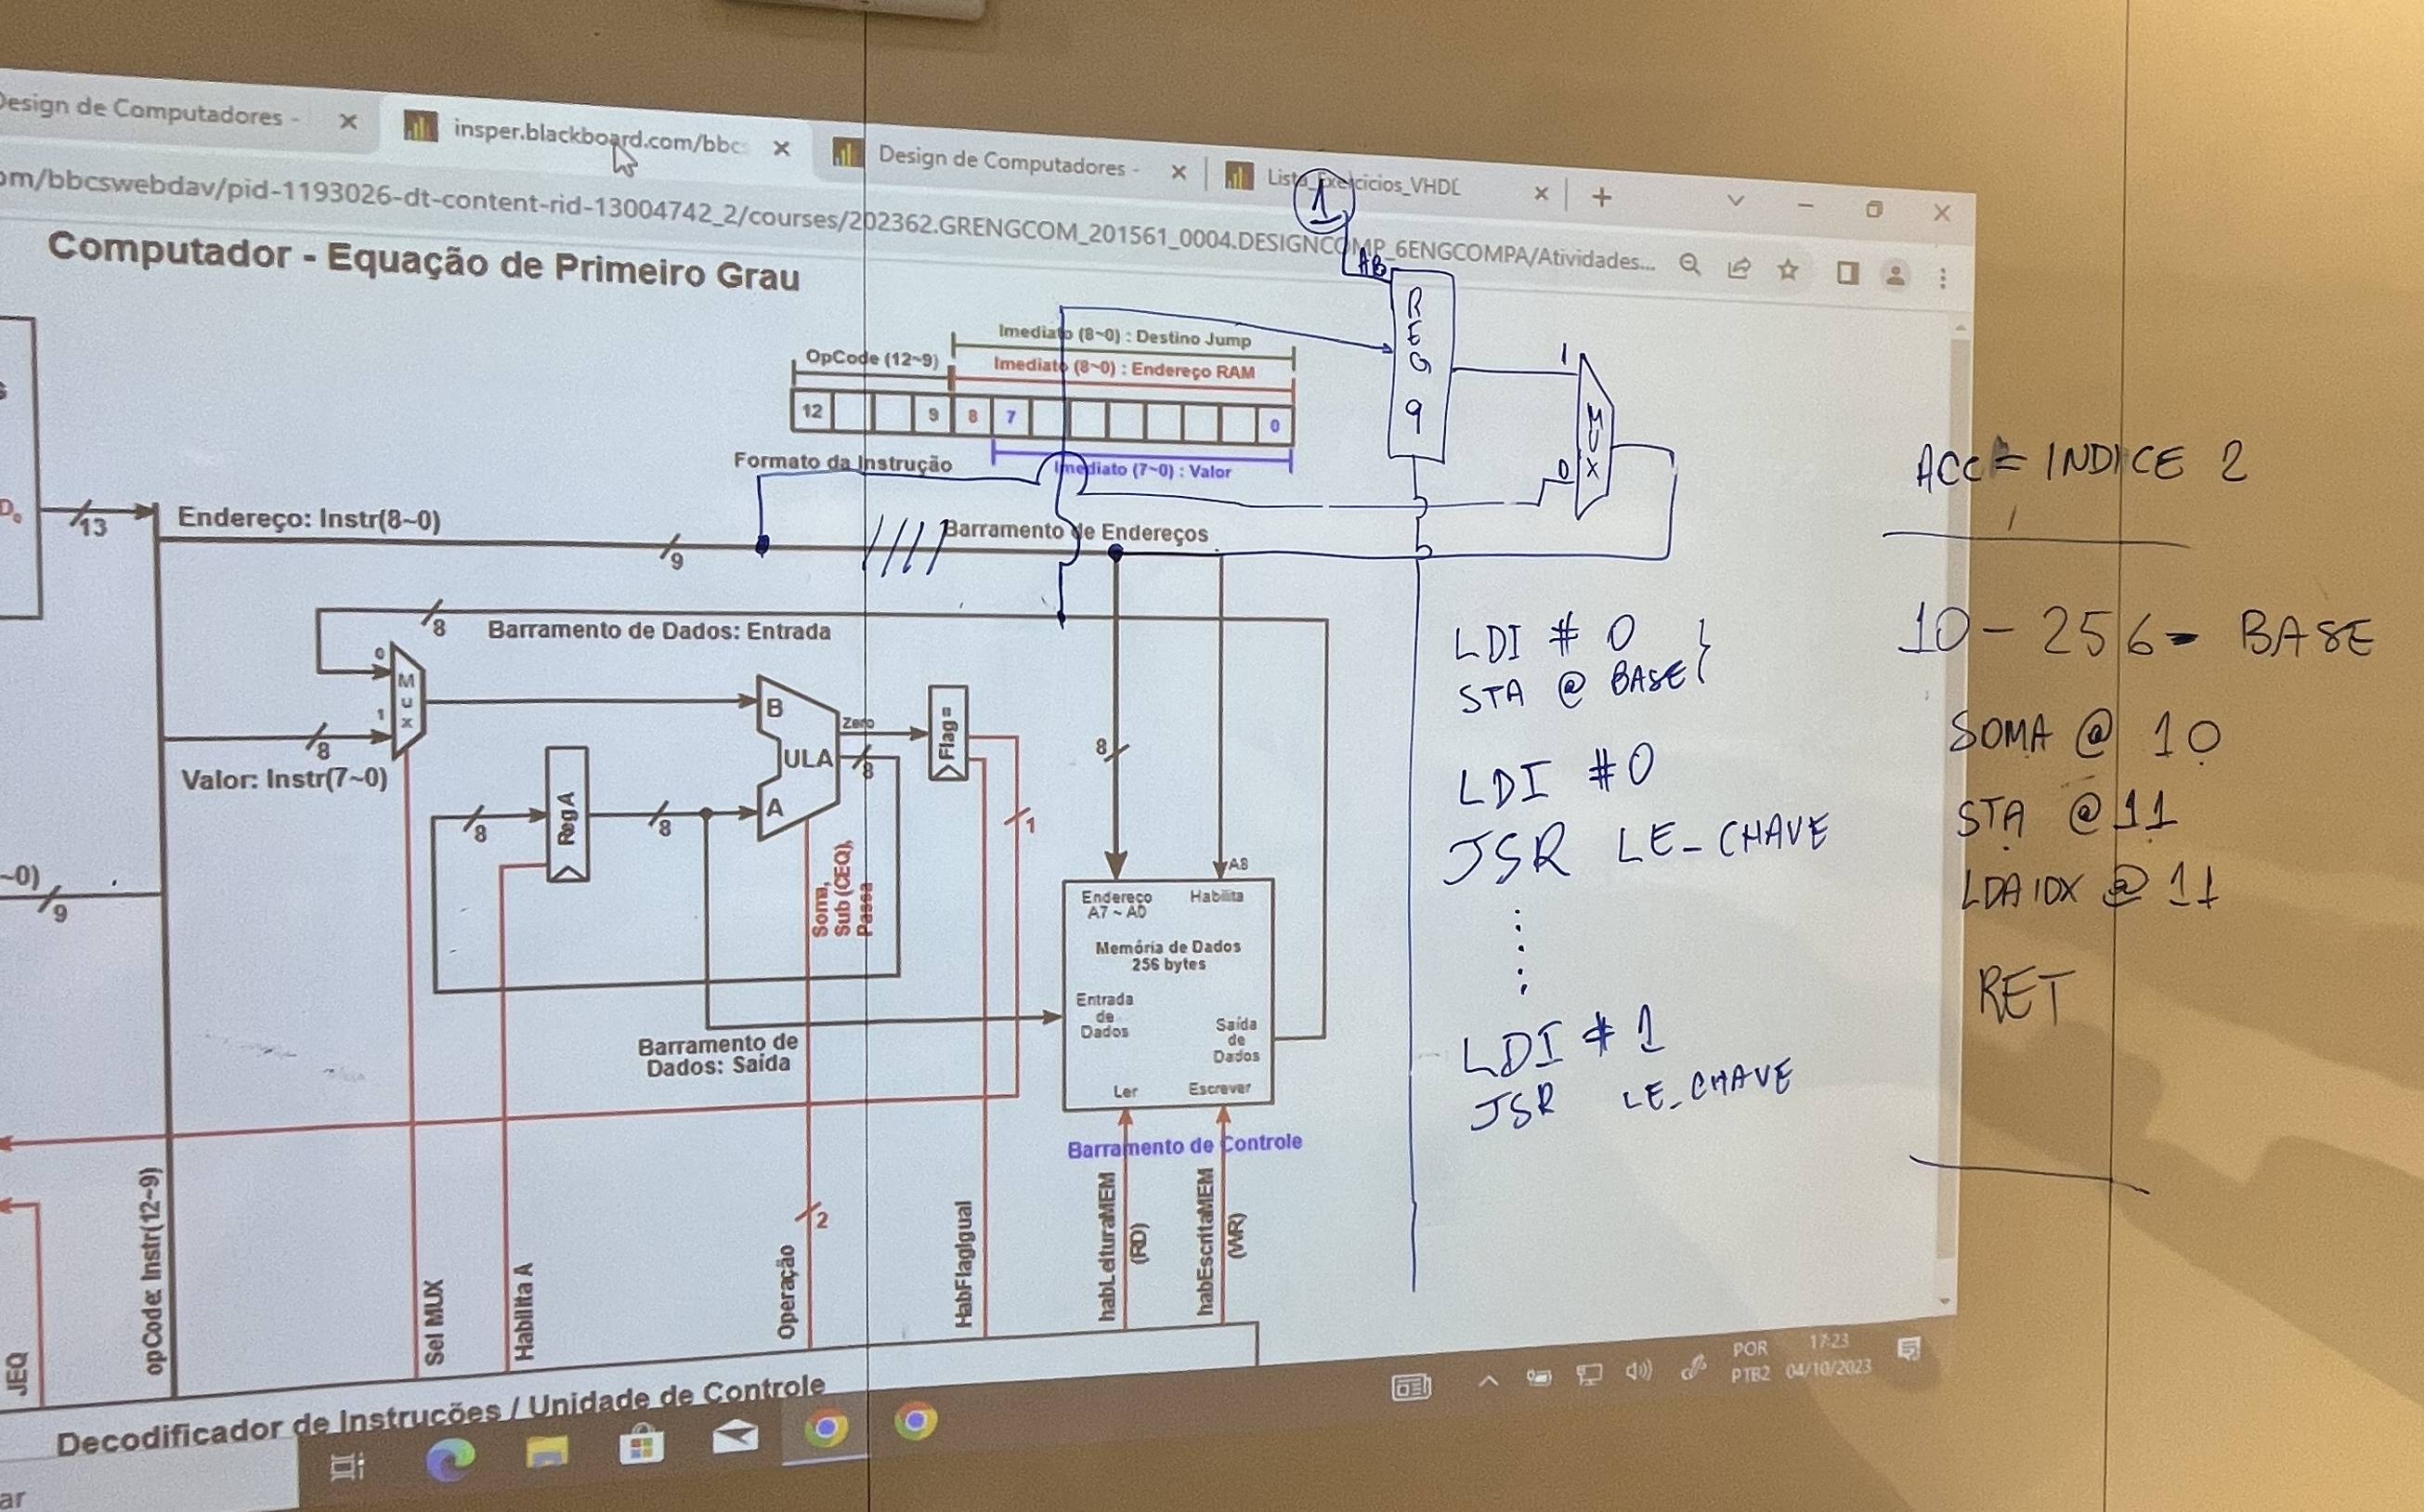 Design de Computadores -
insper.blackboard.com/bbcs
Design de Computadores -
Lista_Exercicios_VHDL
om/bbcswebdav/pid-1193026-dt-content-rid-13004742_2/courses/202362.GRENGCOM_201561_0004.DESIGNCOMP_6ENGCOMPA/Atividades...
1
Computador - Equação de Primeiro Grau
REG 9
1
0
MUX
Imediato (8~0) : Destino Jump
OpCode (12~9)
Imediato (8~0) : Endereço RAM
12 9 8 7 0
Formato da Instrução
Imediato (7~0) : Valor
13
Endereço: Instr(8~0)
9
Barramento de Endereços
8
Barramento de Dados: Entrada
0
Mux
1
8
Valor: Instr(7~0)
B
ULA
A
Zero
8
Flag =
8
Reg A
8
1
Soma,
Sub (CEQ),
Passa
8
A8
~0)
9
Endereço
A7 ~ A0
Habilita
Memória de Dados
256 bytes
Entrada
de
Dados
Saída
de
Dados
Ler
Escrever
Barramento de
Dados: Saída
Barramento de Controle
JEQ
opCode: Instr(12~9)
Sel MUX
Habilita A
Operação
2
HabFlagIgual
habLeituraMEM
(RD)
habEscritaMEM
(WR)
Decodificador de Instruções / Unidade de Controle
LDI # 0
STA @ BASE
LDI #0
JSR LE_CHAVE
LDI # 1
JSR LE_CHAVE
ACC = INDICE 2
10 - 256 - BASE
SOMA @ 10
STA @ 11
LDAIDX @ 11
RET
POR
PTB2
17:23
04/10/2023
ar